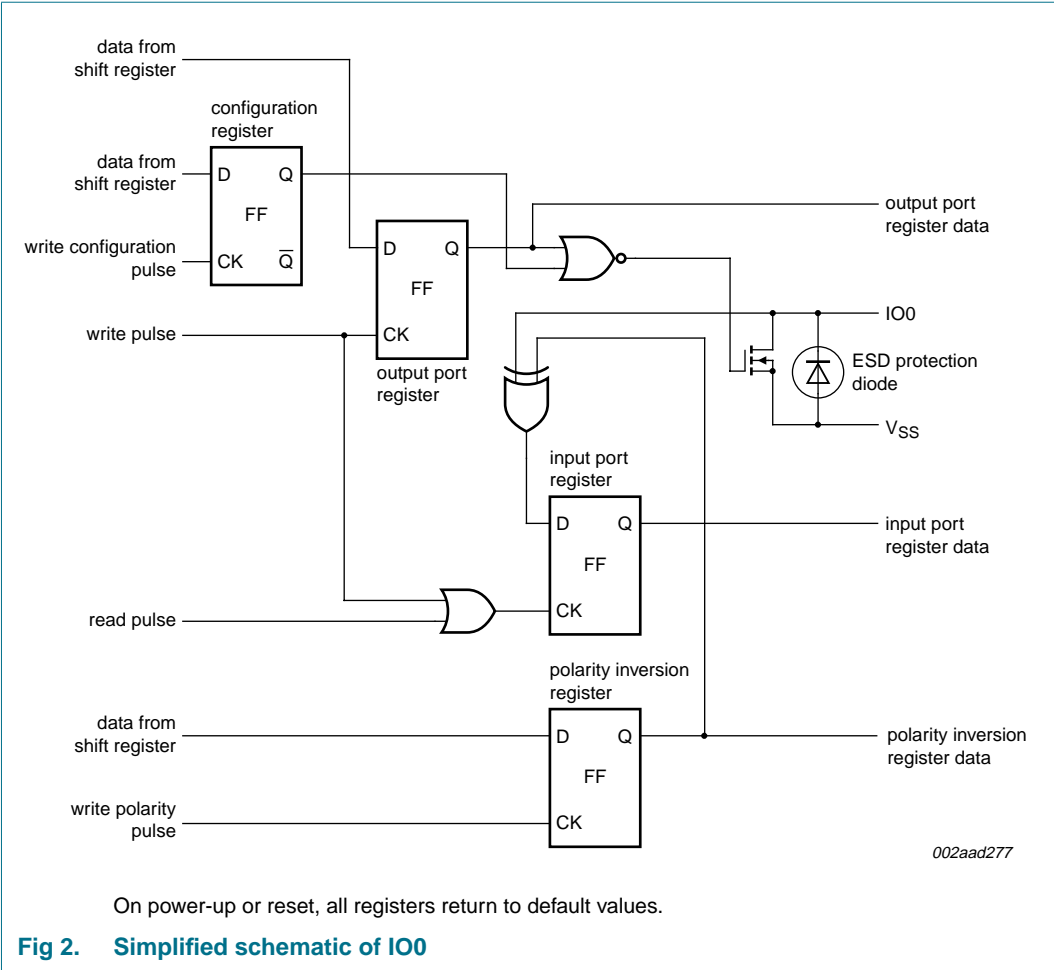 data from
shift register
configuration
register
data from
shift register
D Q
FF
write configuration
pulse
CK Q̅
output port
register data
D Q
FF
write pulse
CK
output port
register
IO0
ESD protection
diode
VSS
input port
register
D Q
input port
register data
FF
CK
read pulse
polarity inversion
register
data from
shift register
D Q
polarity inversion
register data
FF
write polarity
pulse
CK
002aad277
On power-up or reset, all registers return to default values.
Fig 2. Simplified schematic of IO0